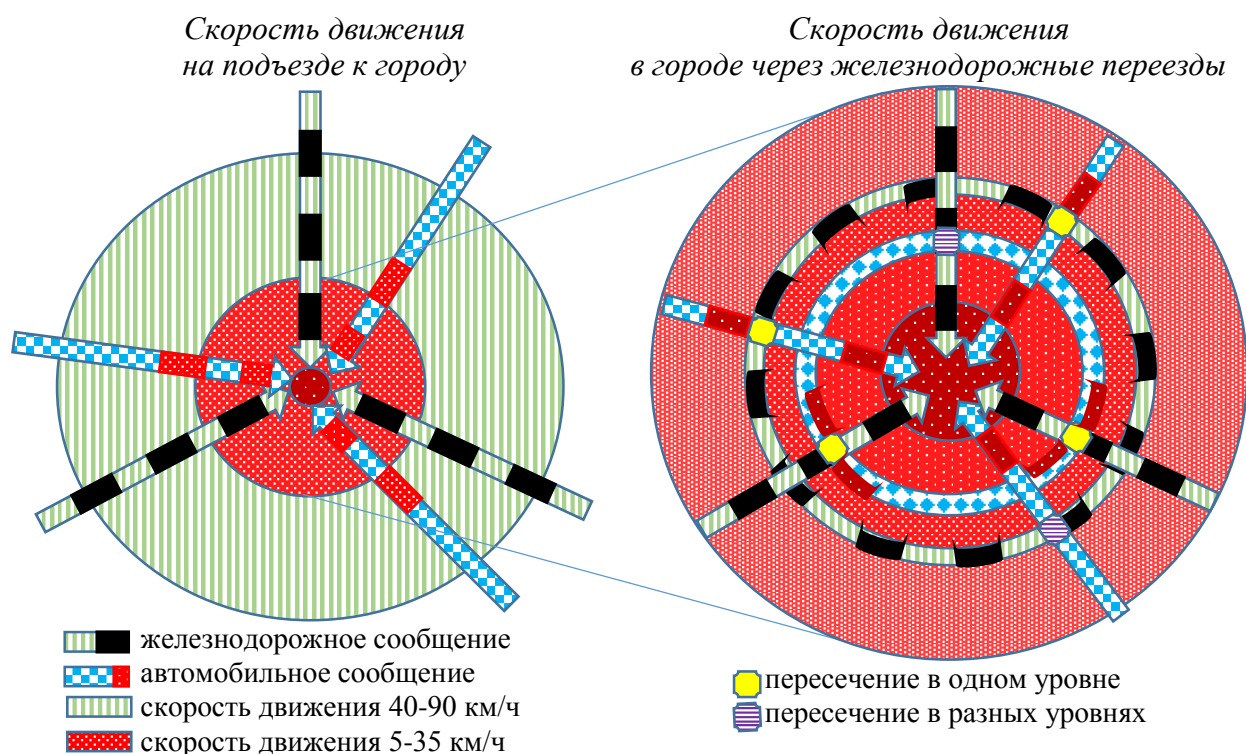 Скорость движения
на подъезде к городу
Скорость движения
в городе через железнодорожные переезды
железнодорожное сообщение
автомобильное сообщение
скорость движения 40-90 км/ч
скорость движения 5-35 км/ч
пересечение в одном уровне
пересечение в разных уровнях